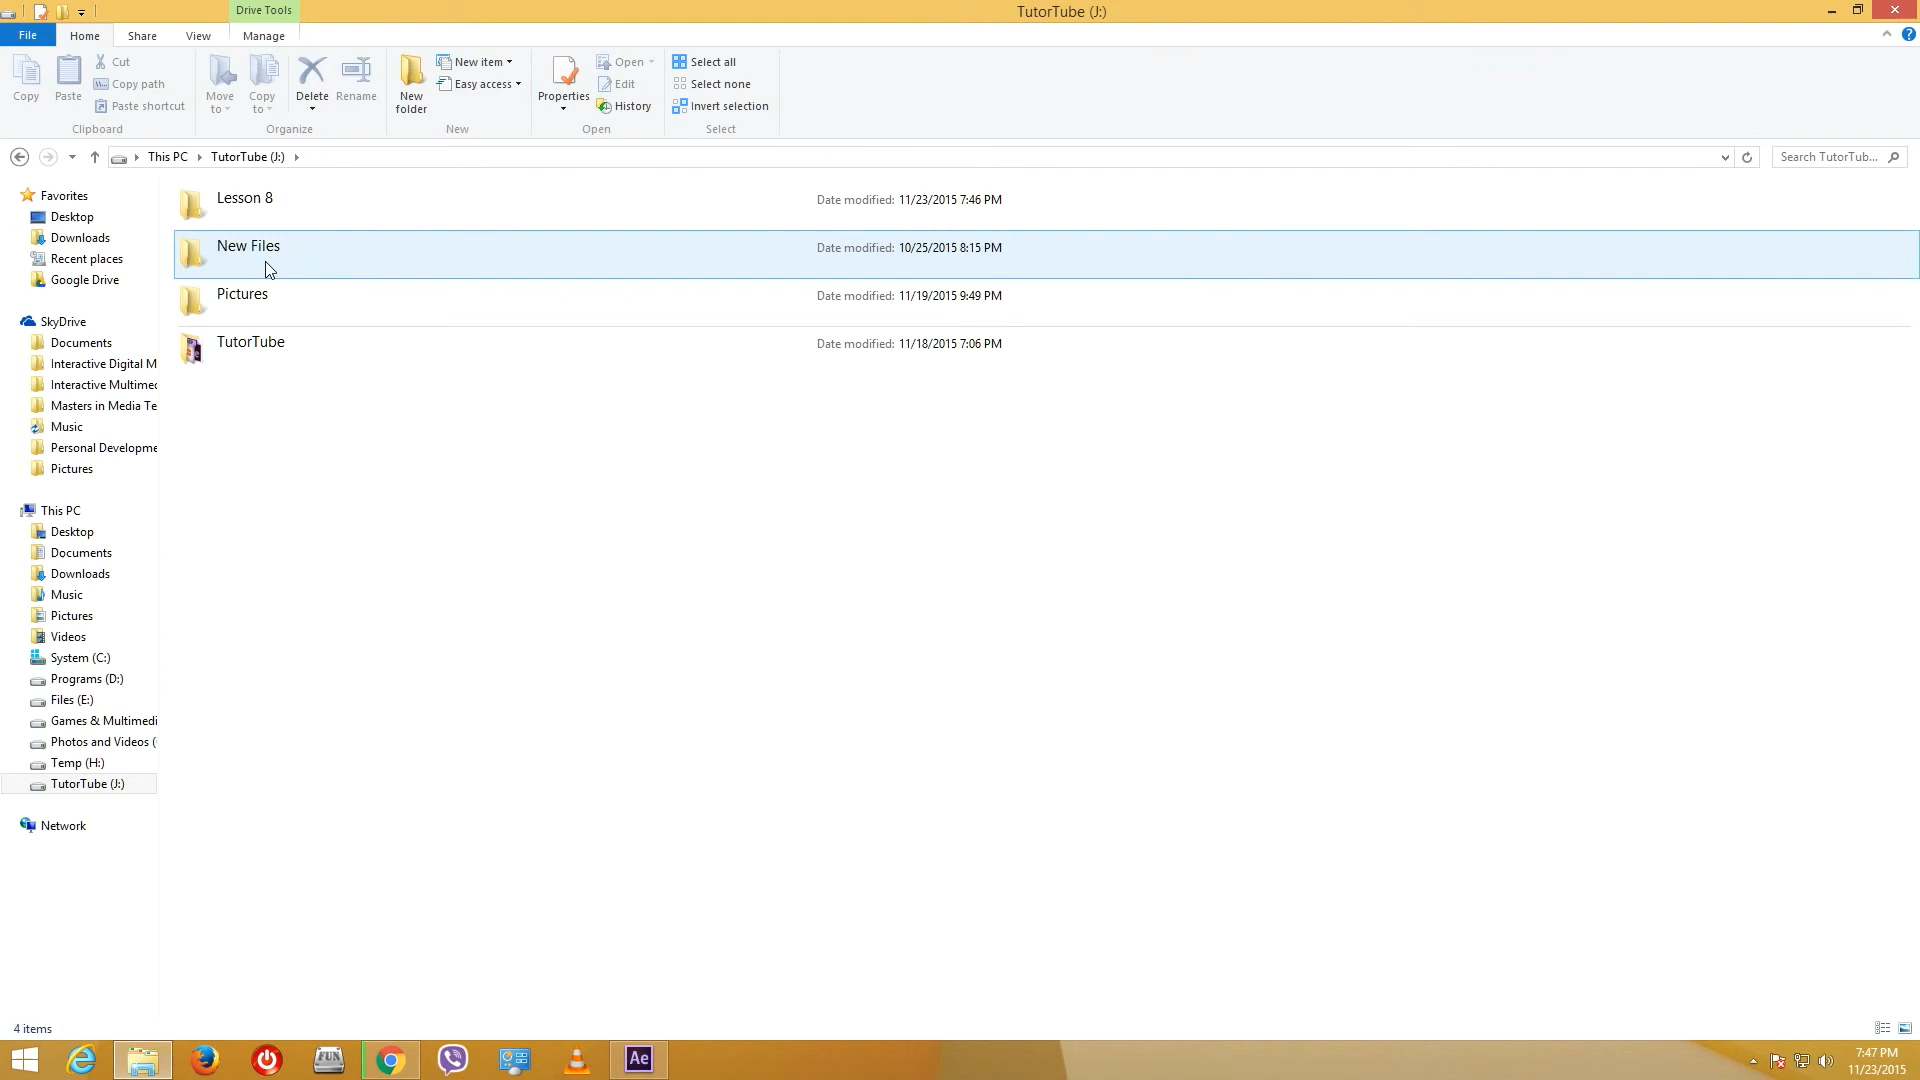 Drive Tools
TutorTube (J:)
File
Home
Share
View
Manage
Copy
Paste
Cut
Copy path
Paste shortcut
Clipboard
Move to
Copy to
Delete
Rename
Organize
New folder
New item
Easy access
New
Properties
Open
Edit
History
Open
Select all
Select none
Invert selection
Select
This PC
TutorTube (J:)
Search TutorTub...
Favorites
Desktop
Downloads
Recent places
Google Drive
SkyDrive
Documents
Interactive Digital M
Interactive Multimed
Masters in Media Te
Music
Personal Developme
Pictures
This PC
Desktop
Documents
Downloads
Music
Pictures
Videos
System (C:)
Programs (D:)
Files (E:)
Games & Multimedi
Photos and Videos (
Temp (H:)
TutorTube (J:)
Network
Lesson 8 Date modified: 11/23/2015 7:46 PM
New Files Date modified: 10/25/2015 8:15 PM
Pictures Date modified: 11/19/2015 9:49 PM
TutorTube Date modified: 11/18/2015 7:06 PM
4 items
FUN
Ae
7:47 PM
11/23/2015